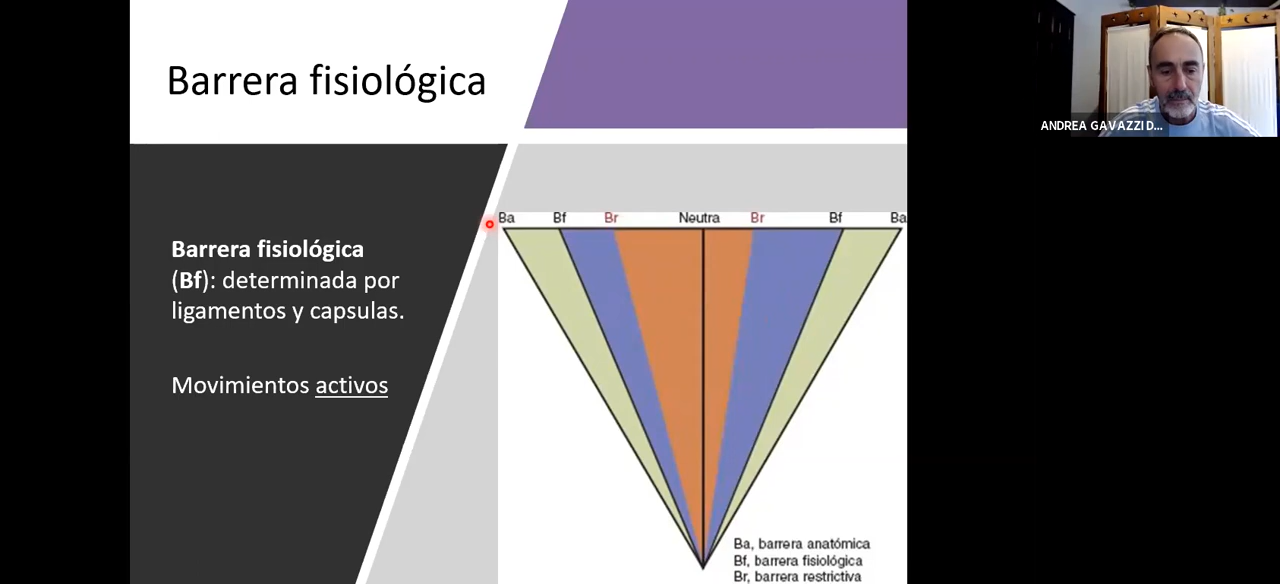 Barrera fisiológica
ANDREA GAVAZZI D...
Barrera fisiológica
(Bf): determinada por
ligamentos y capsulas.
Movimientos activos
Ba Bf Br Neutra Br Bf Ba
Ba, barrera anatómica
Bf, barrera fisiológica
Br, barrera restrictiva